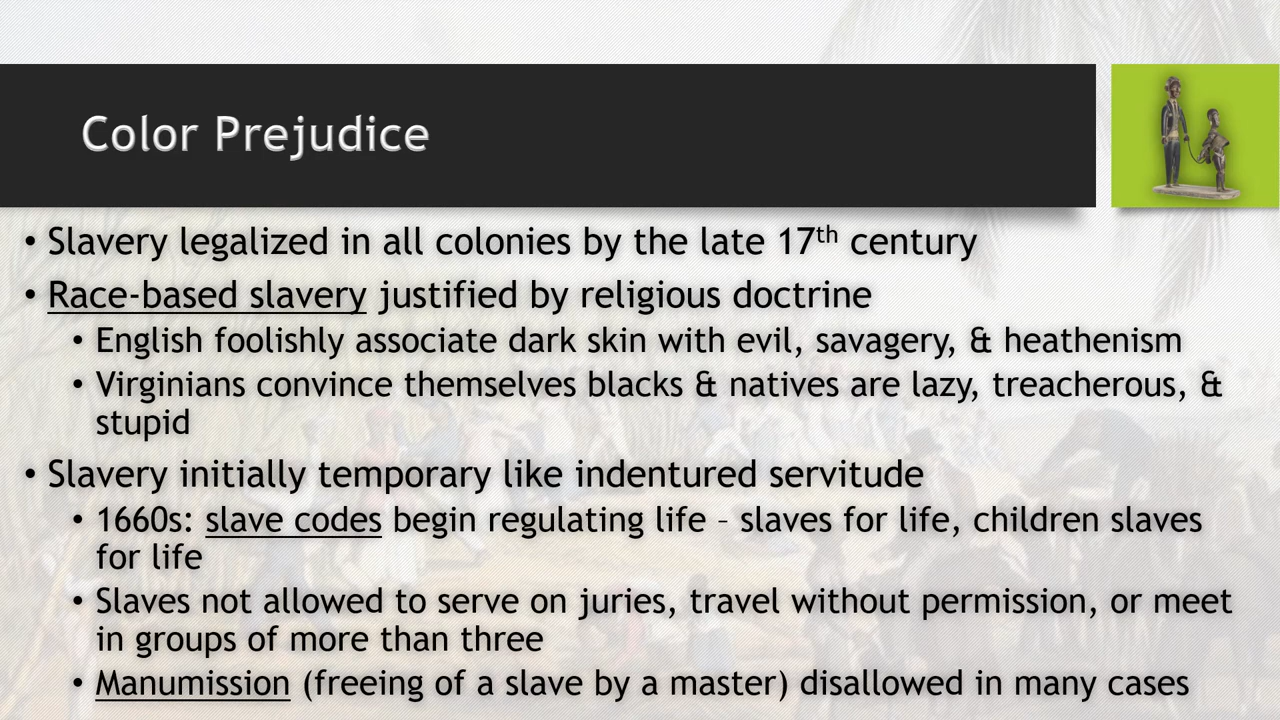 Color Prejudice
• Slavery legalized in all colonies by the late 17th century
• Race-based slavery justified by religious doctrine
• English foolishly associate dark skin with evil, savagery, & heathenism
• Virginians convince themselves blacks & natives are lazy, treacherous, &
stupid
• Slavery initially temporary like indentured servitude
• 1660s: slave codes begin regulating life – slaves for life, children slaves
for life
• Slaves not allowed to serve on juries, travel without permission, or meet
in groups of more than three
• Manumission (freeing of a slave by a master) disallowed in many cases